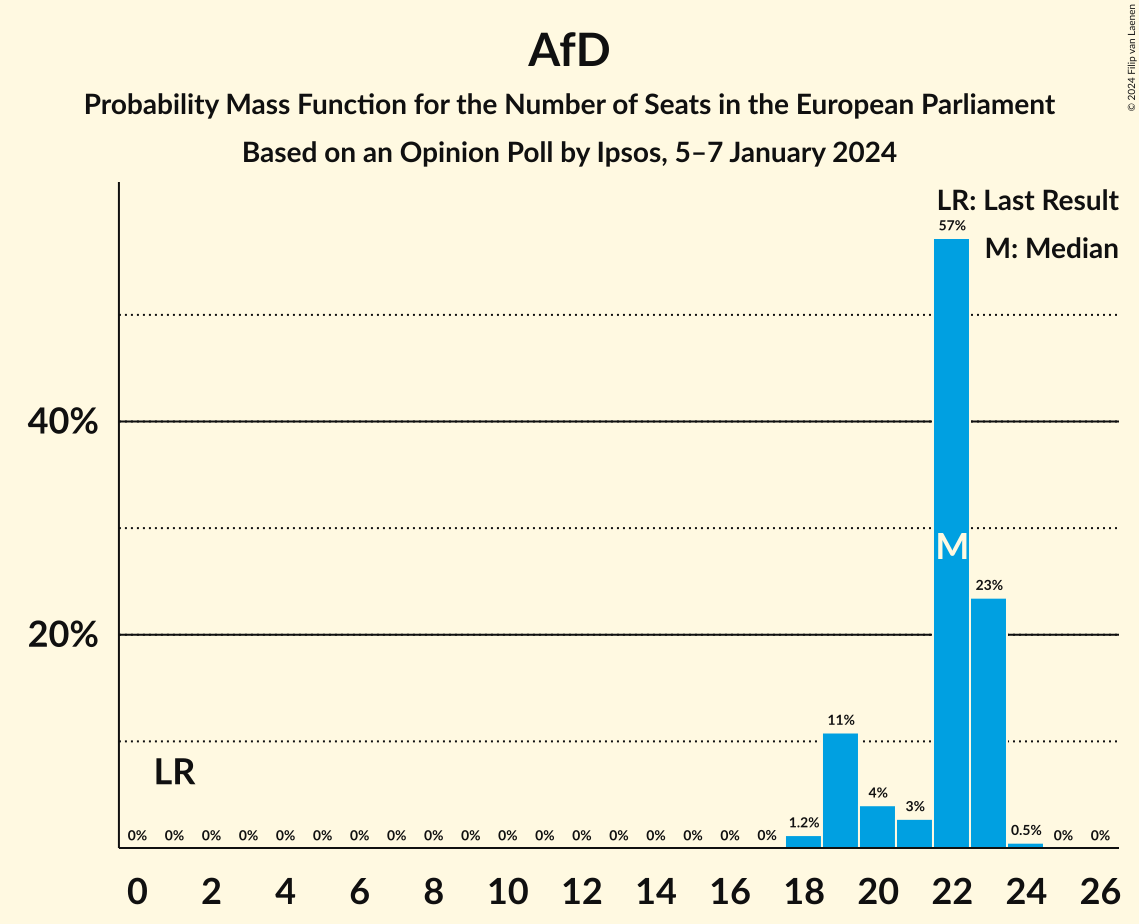 AfD
Probability Mass Function for the Number of Seats in the European Parliament
Based on an Opinion Poll by Ipsos, 5–7 January 2024
© 2024 Filip van Laenen
LR: Last Result
57%
M: Median
40%
M
23%
20%
11%
LR
4%
3%
1.2%
0.5%
0% 0% 0% 0% 0% 0% 0% 0% 0% 0% 0% 0% 0% 0% 0% 0% 0% 0% 0% 0%
0 2 4 6 8 10 12 14 16 18 20 22 24 26